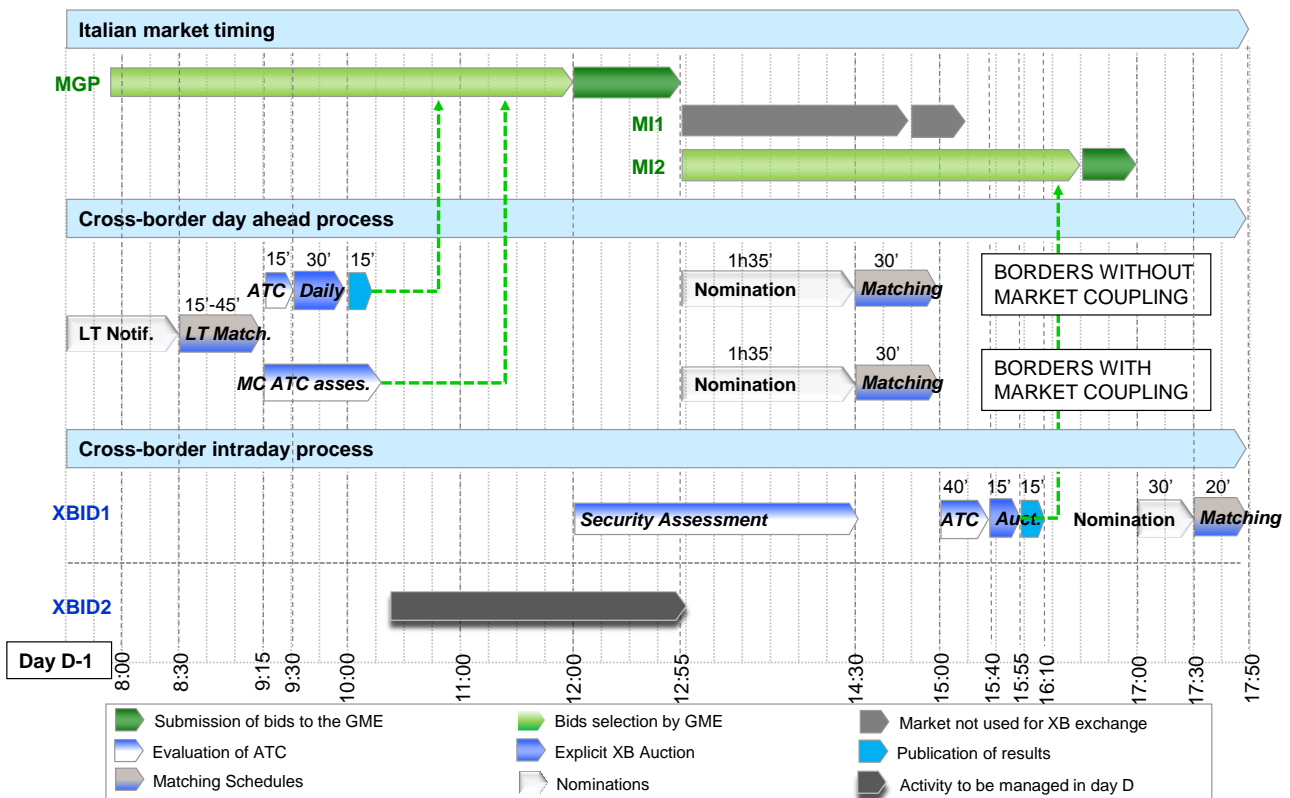 Italian market timing
MGP
MI1
MI2
Cross-border day ahead process
15’ 30’ 15’
ATC Daily
15’-45’
LT Notif. LT Match.
MC ATC asses.
1h35’ 30’
Nomination Matching
1h35’ 30’
Nomination Matching
BORDERS WITHOUT
MARKET COUPLING
BORDERS WITH
MARKET COUPLING
Cross-border intraday process
XBID1
Security Assessment
40’ 15’ 15’ 30’ 20’
ATC Auct. Nomination Matching
XBID2
Day D-1
8:00 8:30 9:15 9:30 10:00 11:00 12:00 12:55 14:30 15:00 15:40 15:55 16:10 17:00 17:30 17:50
Submission of bids to the GME Bids selection by GME Market not used for XB exchange
Evaluation of ATC Explicit XB Auction Publication of results
Matching Schedules Nominations Activity to be managed in day D